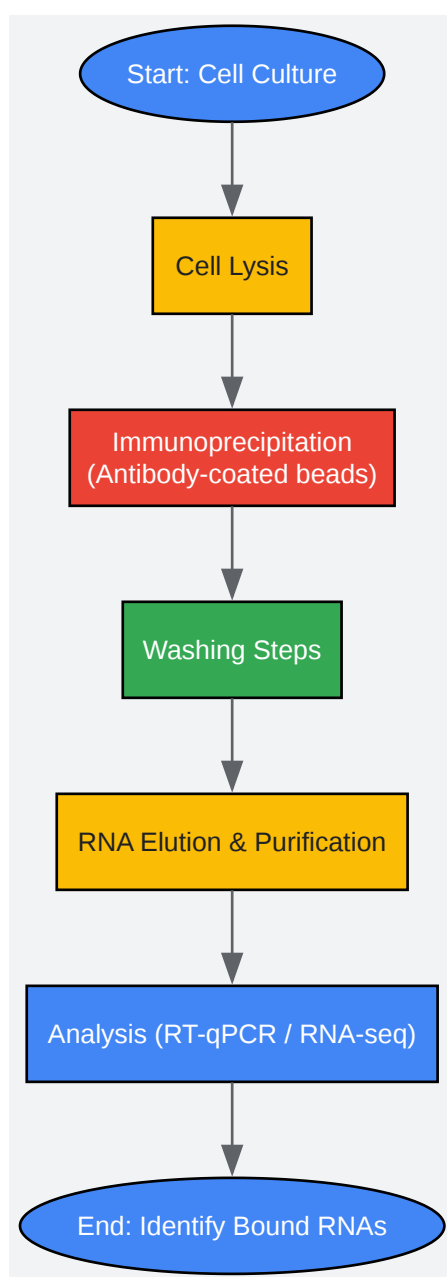 Start: Cell Culture
Cell Lysis
Immunoprecipitation
(Antibody-coated beads)
Washing Steps
RNA Elution & Purification
Analysis (RT-qPCR / RNA-seq)
End: Identify Bound RNAs